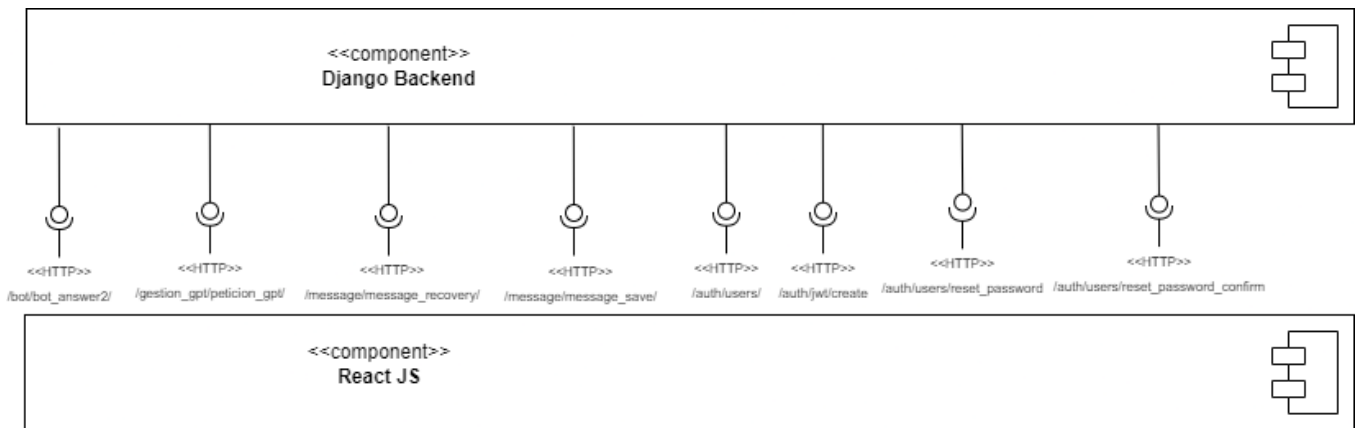 <<component>>
Django Backend
<<HTTP>>
/bot/bot_answer2/
<<HTTP>>
/gestion_gpt/peticion_gpt/
<<HTTP>>
/message/message_recovery/
<<HTTP>>
/message/message_save/
<<HTTP>>
/auth/users/
<<HTTP>>
/auth/jwt/create
<<HTTP>>
/auth/users/reset_password
<<HTTP>>
/auth/users/reset_password_confirm
<<component>>
React JS